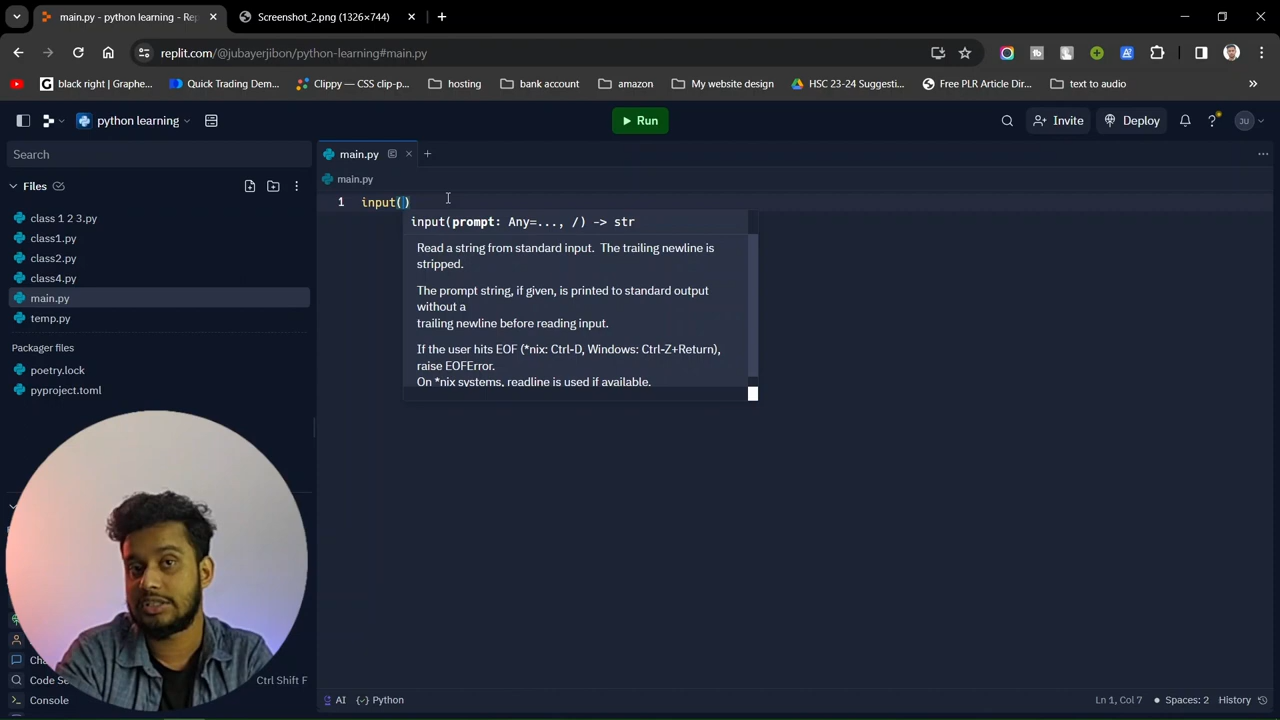 main.py - python learning - Rep
Screenshot_2.png (1326×744)
replit.com/@jubayerjibon/python-learning#main.py
black right | Graphe...
Quick Trading Dem...
Clippy — CSS clip-p...
hosting
bank account
amazon
My website design
HSC 23-24 Suggesti...
Free PLR Article Dir...
text to audio
python learning
Run
Invite
Deploy
JU
Search
main.py
Files
main.py
class 1 2 3.py
class1.py
class2.py
class4.py
main.py
temp.py
Packager files
poetry.lock
pyproject.toml
1 input()
input(prompt: Any=..., /) -> str
Read a string from standard input. The trailing newline is
stripped.
The prompt string, if given, is printed to standard output
without a
trailing newline before reading input.
If the user hits EOF (*nix: Ctrl-D, Windows: Ctrl-Z+Return),
raise EOFError.
On *nix systems, readline is used if available.
Code Se
Ctrl Shift F
Console
AI
Python
Ln 1, Col 7
Spaces: 2
History